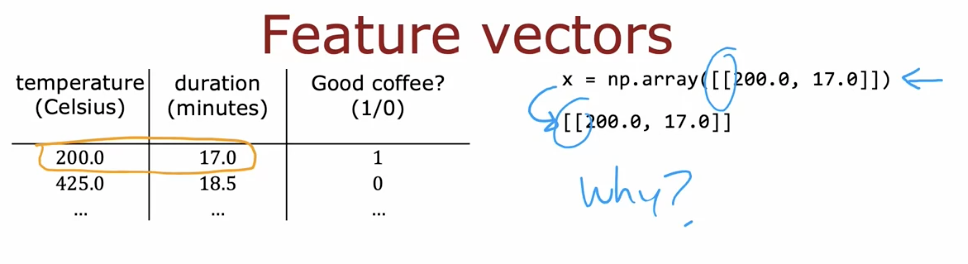 Feature vectors
temperature (Celsius) | duration (minutes) | Good coffee? (1/0)
200.0 | 17.0 | 1
425.0 | 18.5 | 0
... | ... | ...
x = np.array([[200.0, 17.0]])
[[200.0, 17.0]]
Why?